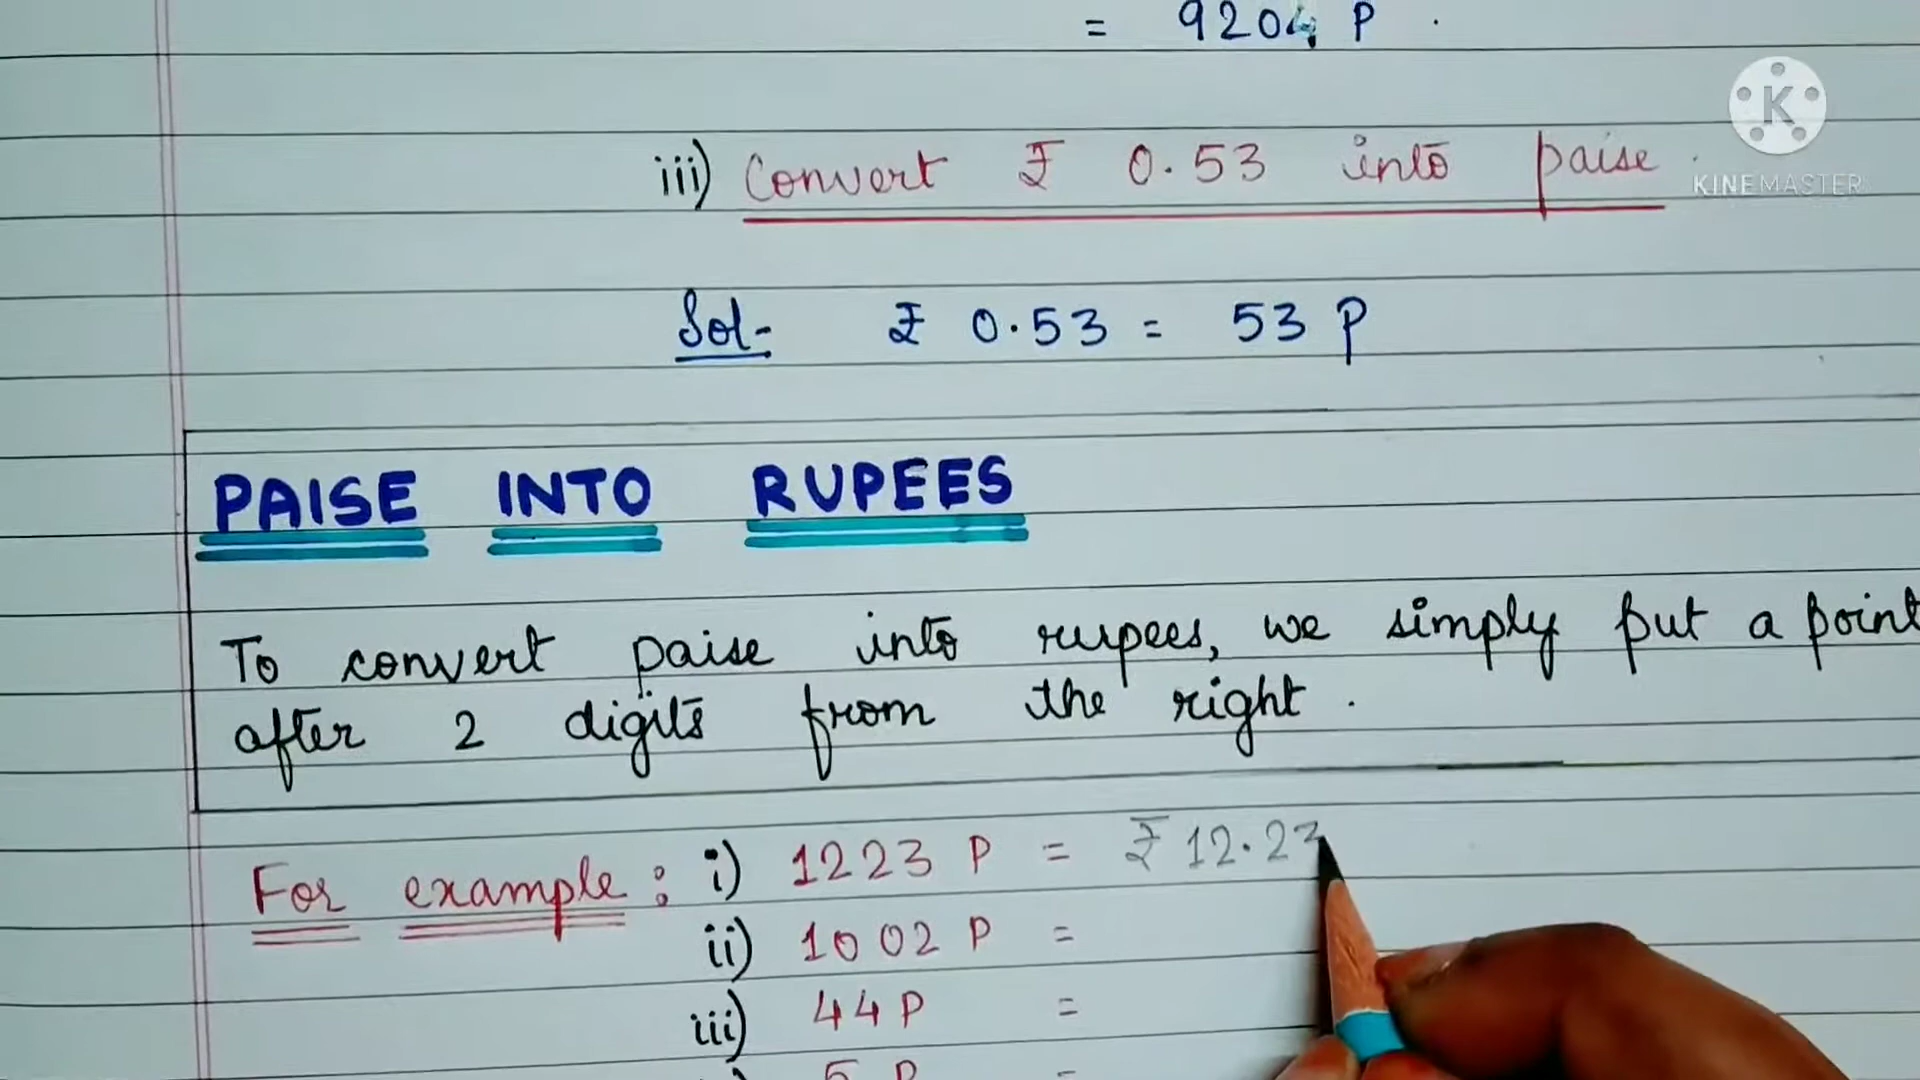 = 9204 P .
K
KINEMASTER
iii) Convert ₹ 0.53 into paise.
Sol- ₹ 0.53 = 53 P
PAISE INTO RUPEES
To convert paise into rupees, we simply put a point
after 2 digits from the right.
For example : i) 1223 P = ₹ 12.23
ii) 1002 P =
iii) 44P =
5 P =